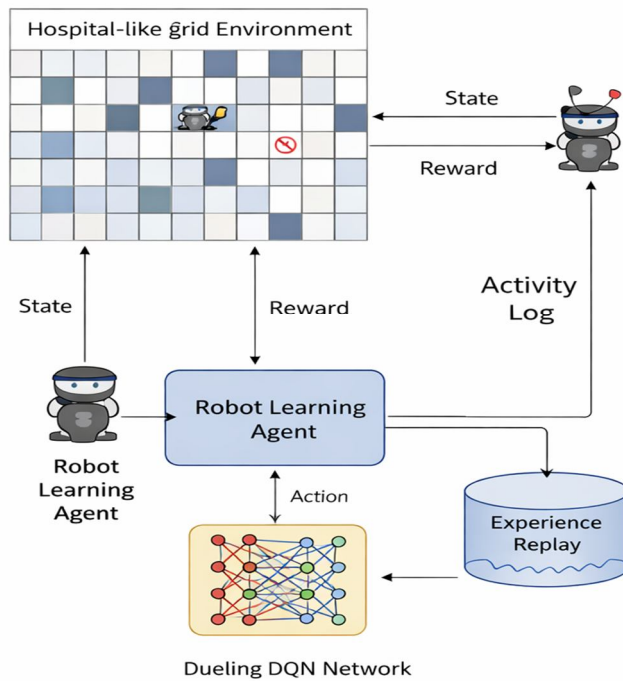 Hospital-like grid Environment
State
Reward
State
Reward
Activity
Log
Robot
Learning
Agent
Robot Learning
Agent
Action
Experience
Replay
Dueling DQN Network